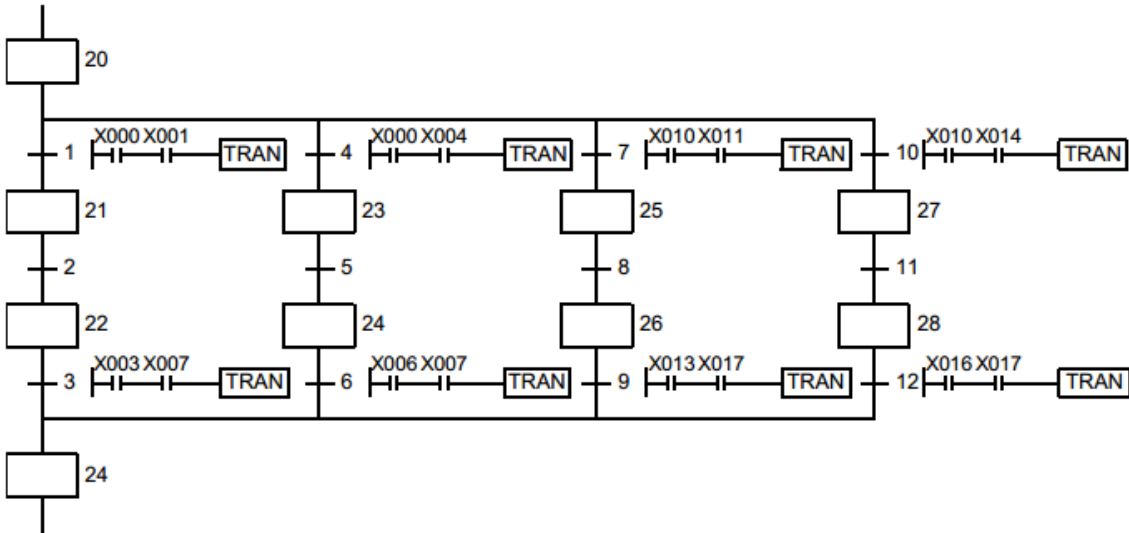 20
1 X000 X001 TRAN 4 X000 X004 TRAN 7 X010 X011 TRAN 10 X010 X014 TRAN
21 23 25 27
2 5 8 11
22 24 26 28
3 X003 X007 TRAN 6 X006 X007 TRAN 9 X013 X017 TRAN 12 X016 X017 TRAN
24